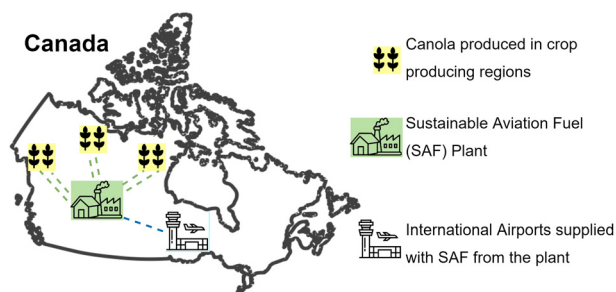 Canada
Canola produced in crop
producing regions
Sustainable Aviation Fuel
(SAF) Plant
International Airports supplied
with SAF from the plant